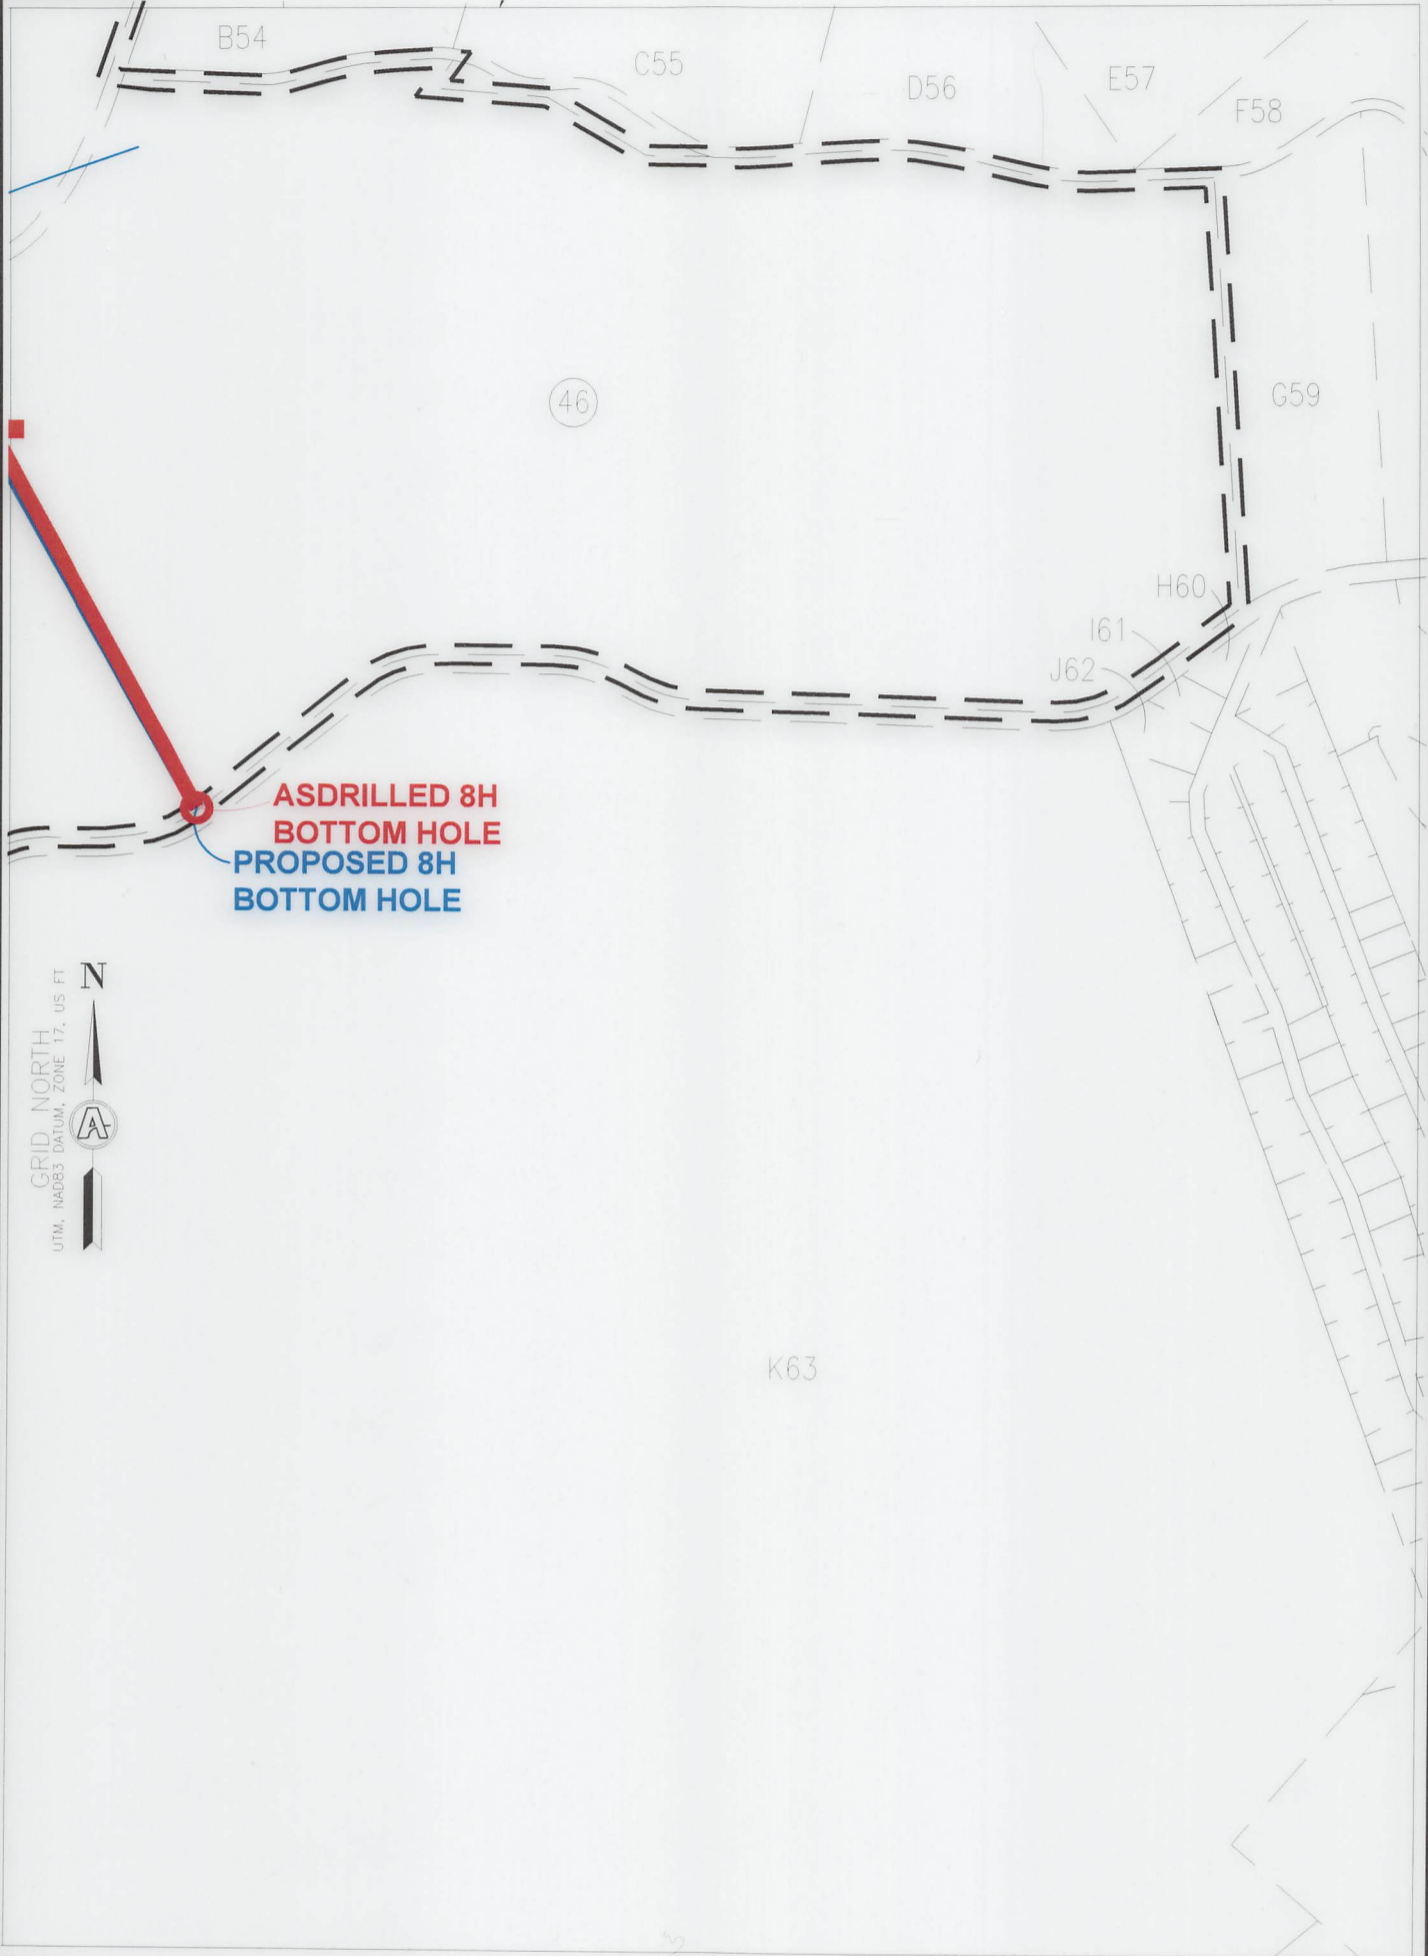 B54
C55
D56
E57
F58
46
G59
H60
I61
J62
ASDRILLED 8H
BOTTOM HOLE
PROPOSED 8H
BOTTOM HOLE
N
GRID NORTH
UTM, NAD83 DATUM, ZONE 17, US FT
A
K63